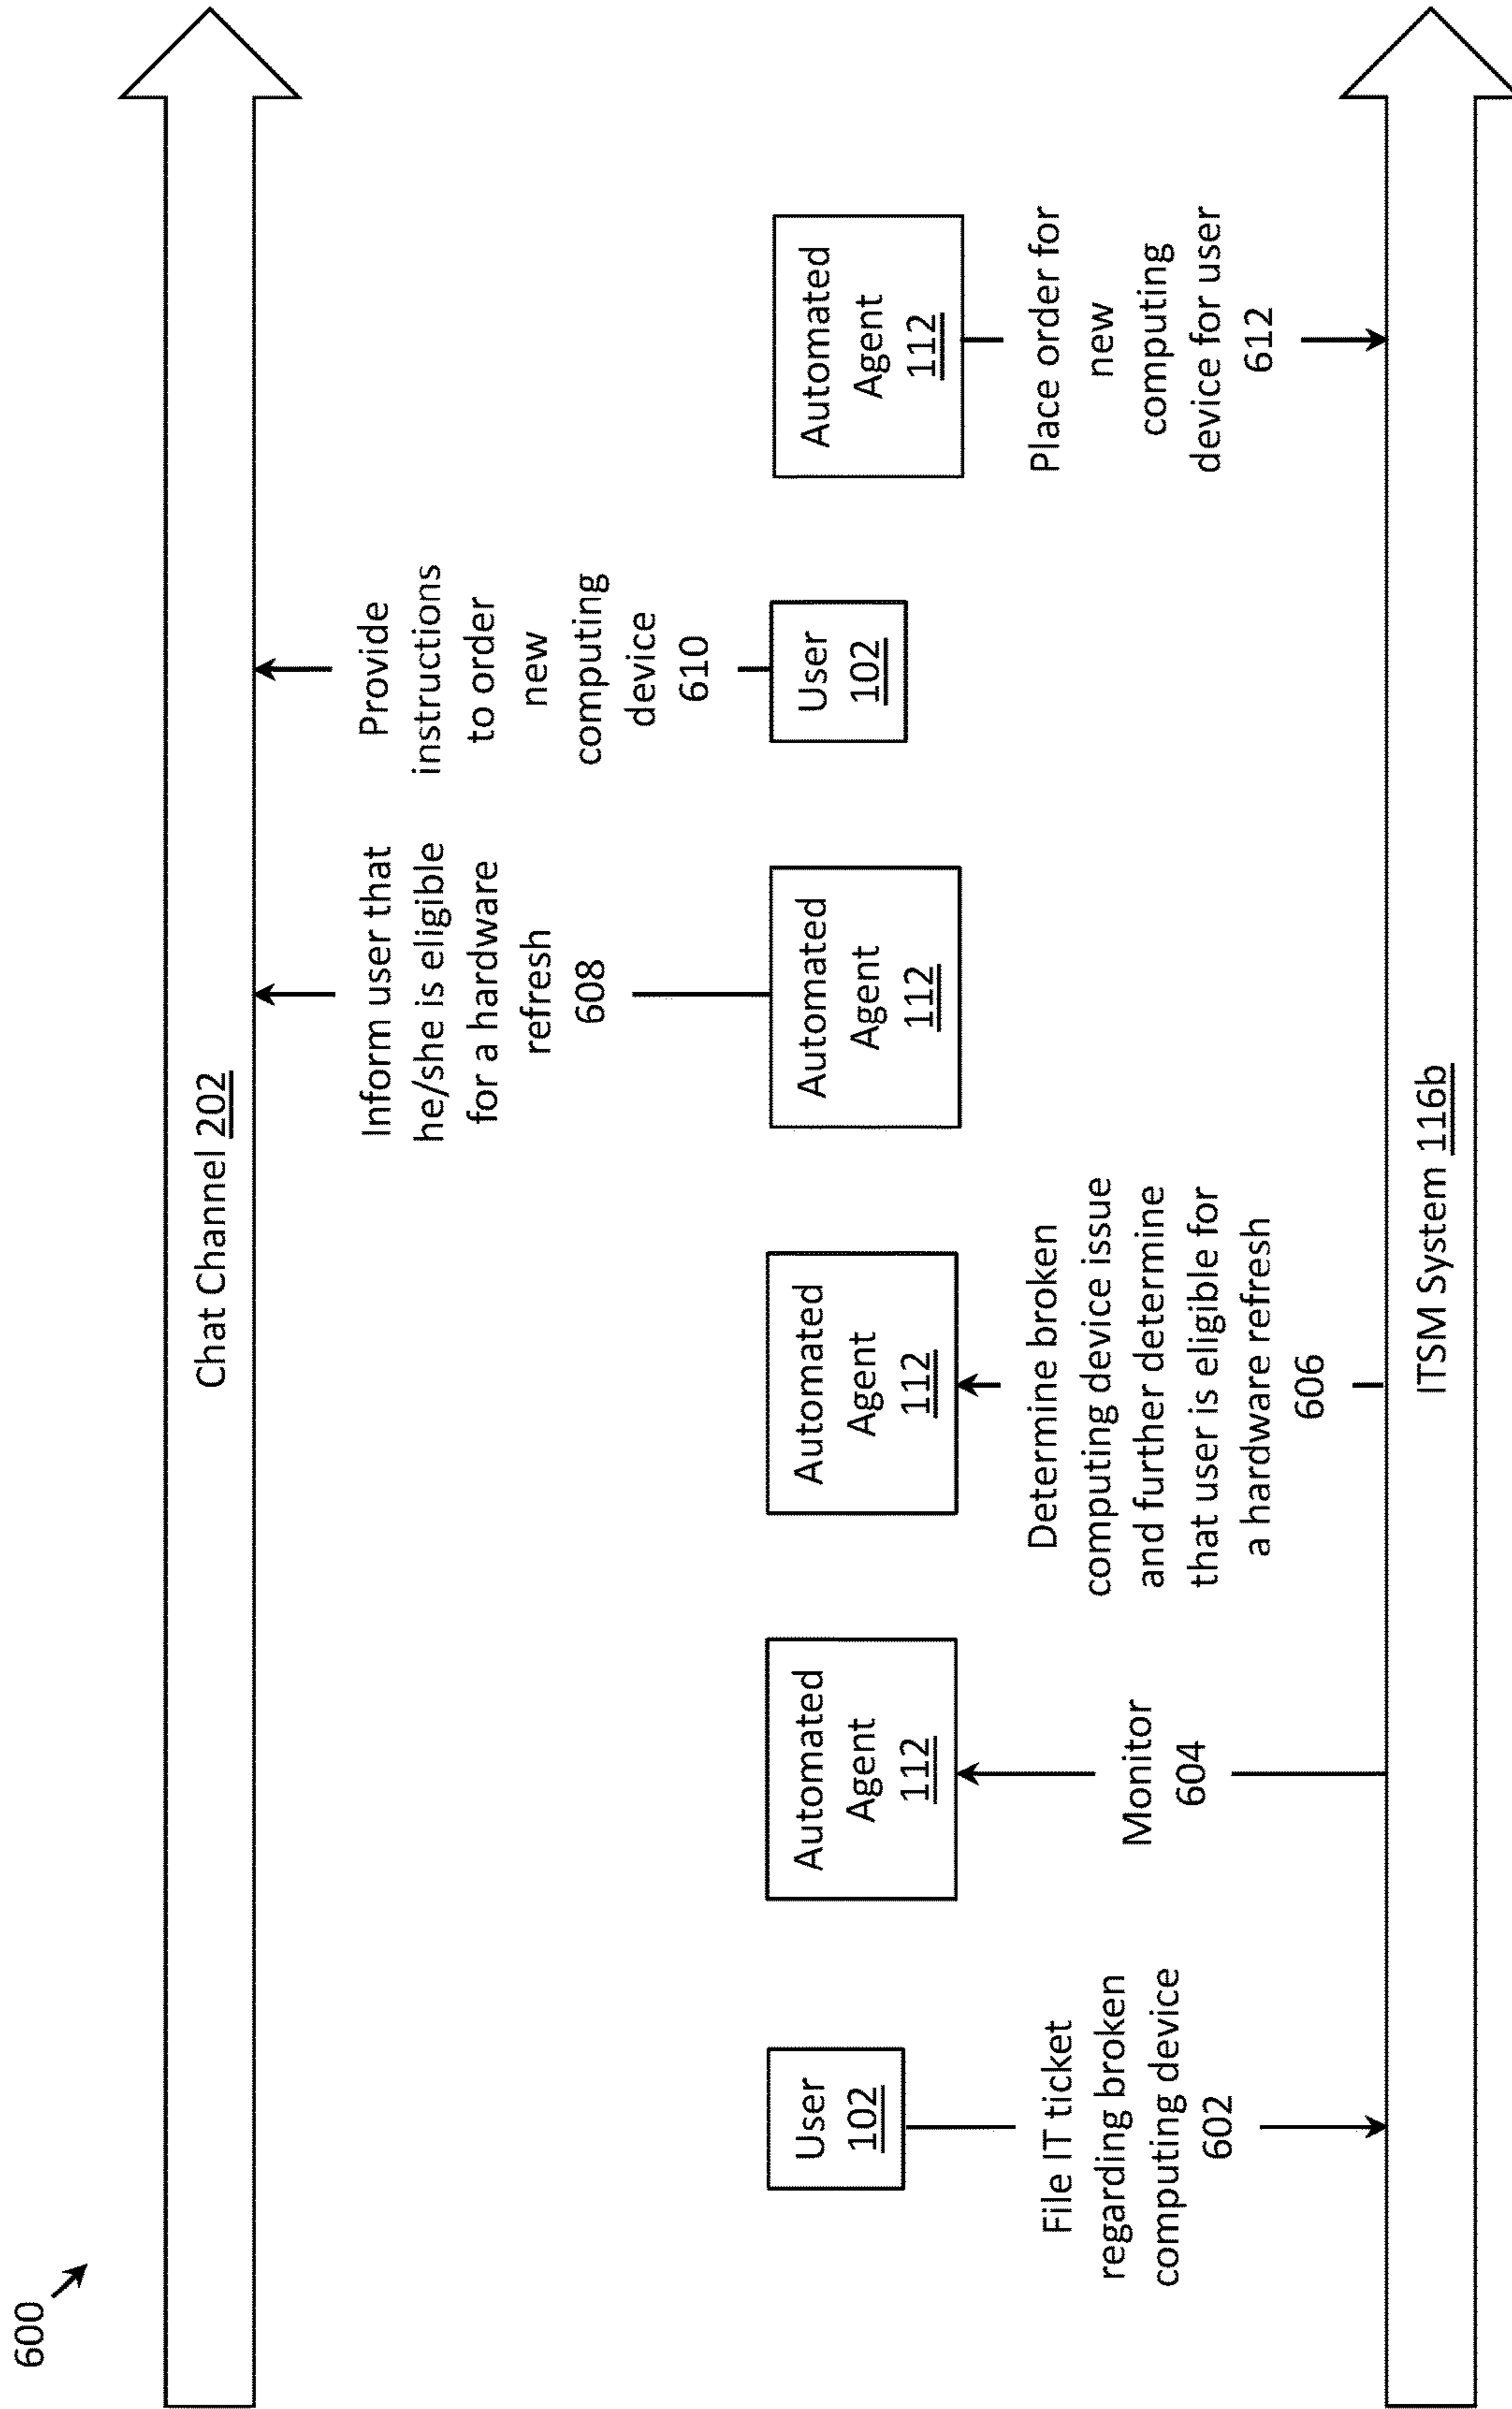 600
Chat Channel 202
User
102
File IT ticket
regarding broken
computing device
602
Automated
Agent
112
Monitor
604
Automated
Agent
112
Determine broken
computing device issue
and further determine
that user is eligible for
a hardware refresh
606
Inform user that
he/she is eligible
for a hardware
refresh
608
Automated
Agent
112
Provide
instructions
to order
new
computing
device
610
User
102
Automated
Agent
112
Place order for
new
computing
device for user
612
ITSM System 116b